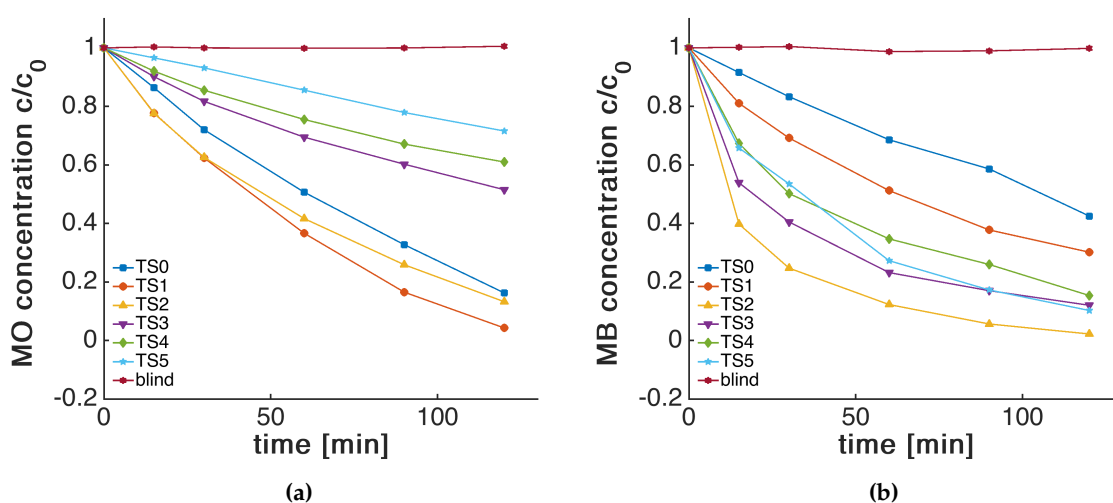 MO concentration c/c0
1
0.8
0.6
0.4
0.2
0
-0.2
TS0
TS1
TS2
TS3
TS4
TS5
blind
0 50 100
time [min]
(a)
MB concentration c/c0
1
0.8
0.6
0.4
0.2
0
-0.2
TS0
TS1
TS2
TS3
TS4
TS5
blind
0 50 100
time [min]
(b)